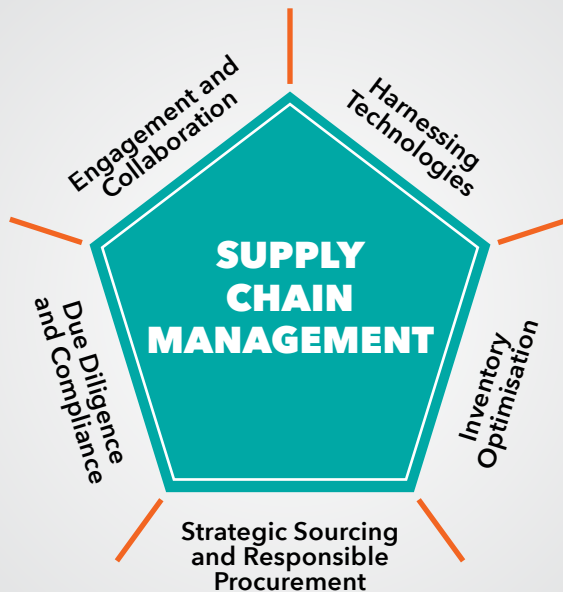 Engagement and
Collaboration
Harnessing
Technologies
SUPPLY
CHAIN
MANAGEMENT
Due Diligence
and Compliance
Inventory
Optimisation
Strategic Sourcing
and Responsible
Procurement